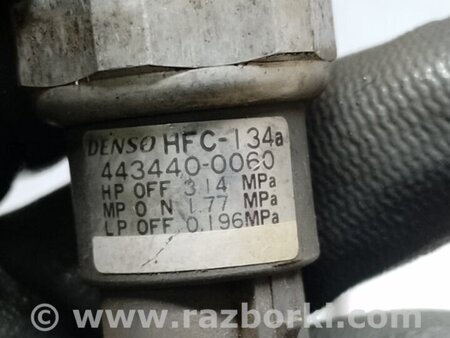 DENSO HFC-134a
443440-0060
HP OFF 3.14 MPa
MP ON 1.77 MPa
LP OFF 0.196MPa
© www.razborki.com